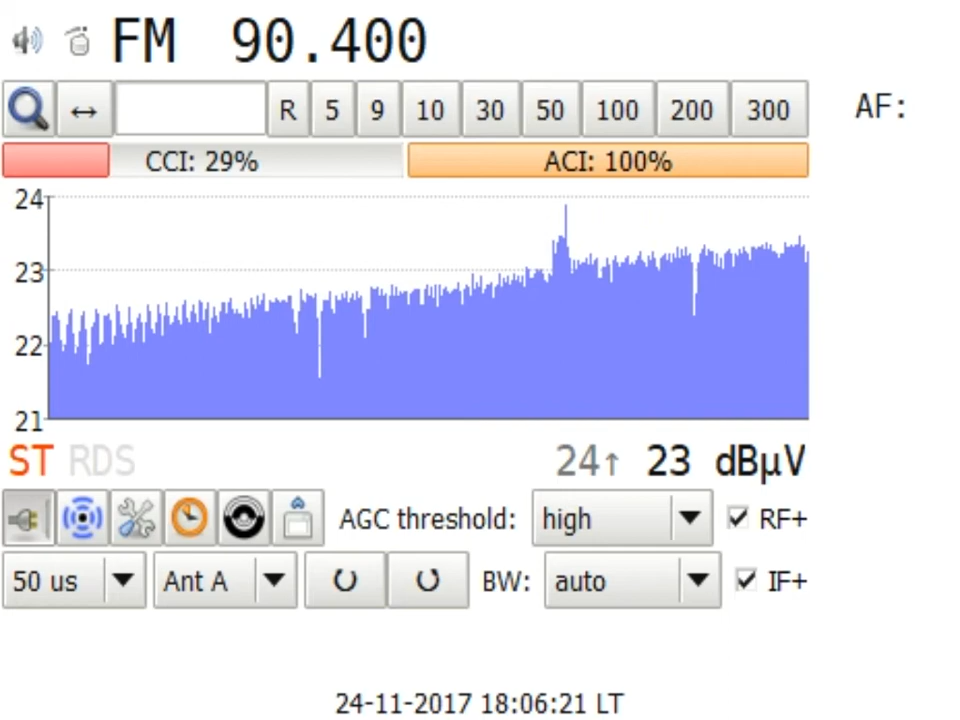 FM 90.400
R 5 9 10 30 50 100 200 300 AF:
CCI: 29% ACI: 100%
24
23
22
21
ST RDS 24↑ 23 dBµV
AGC threshold: high RF+
50 us Ant A BW: auto IF+
24-11-2017 18:06:21 LT